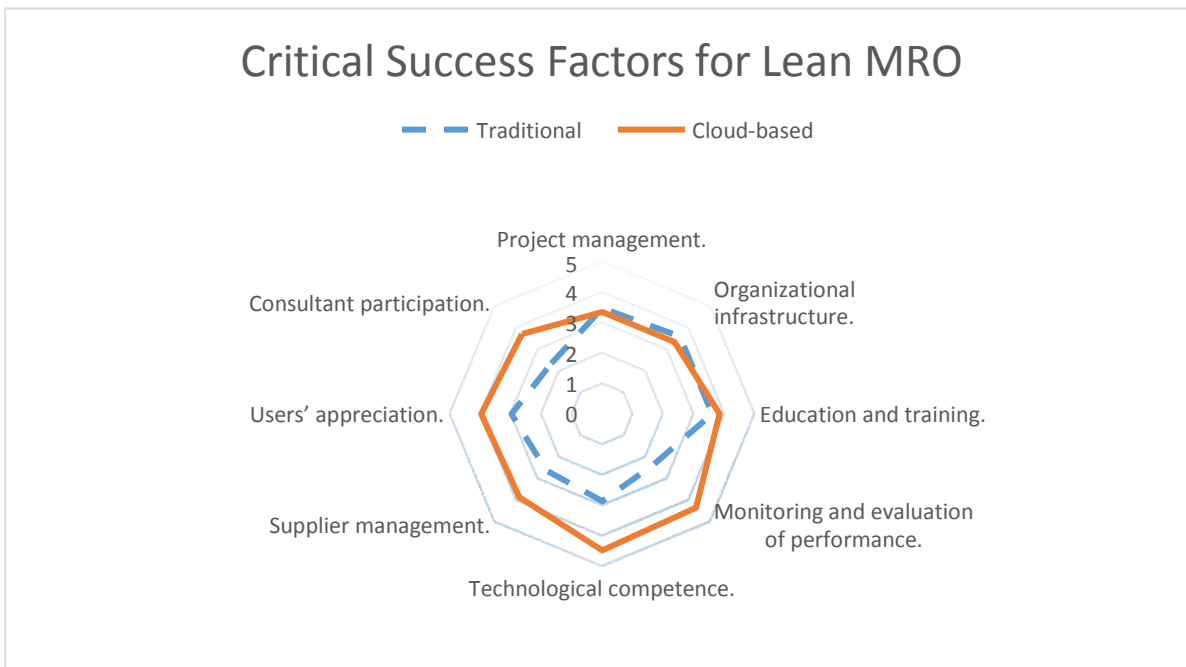 Critical Success Factors for Lean MRO
Traditional
Cloud-based
Project management.
5
4
3
2
1
0
Organizational
infrastructure.
Education and training.
Monitoring and evaluation
of performance.
Technological competence.
Supplier management.
Users’ appreciation.
Consultant participation.